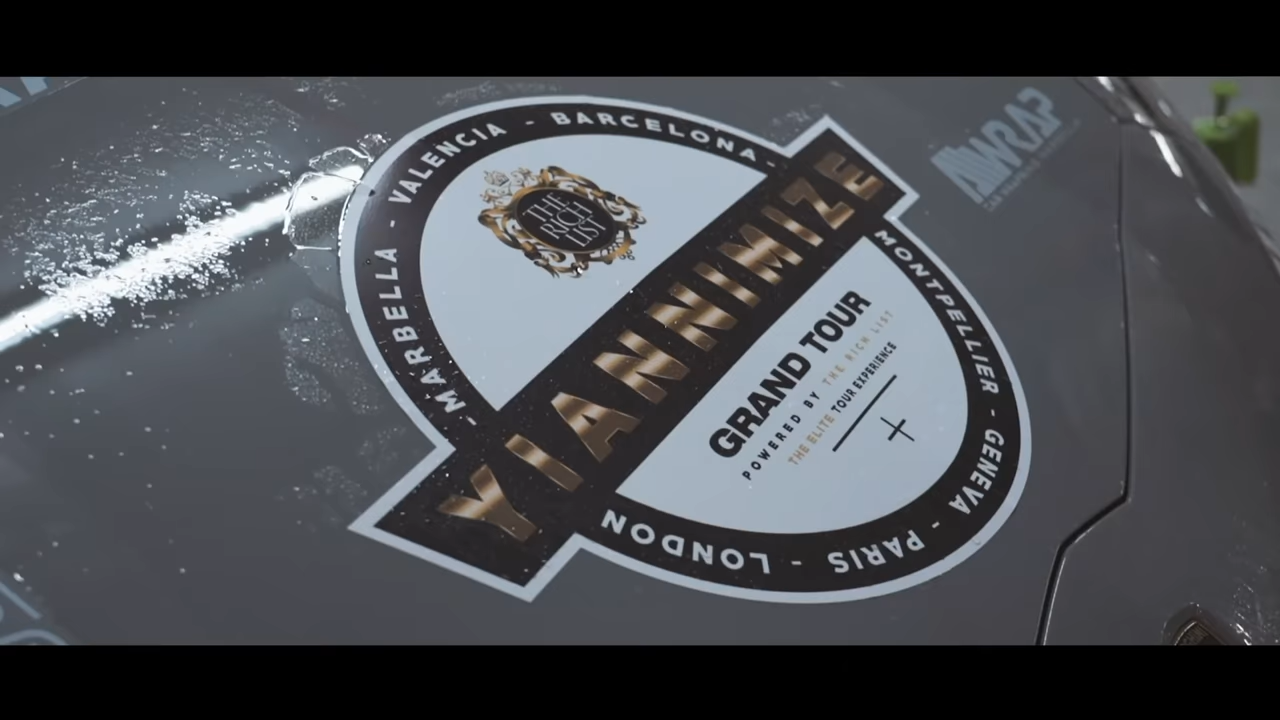 MARBELLA - VALENCIA - BARCELONA -
THE
RICH
LIST
YIANNIMIZE
GRAND TOUR
POWERED BY THE RICH LIST
THE ELITE TOUR EXPERIENCE
MONTPELLIER - GENEVA - PARIS - LONDON
AWRAP